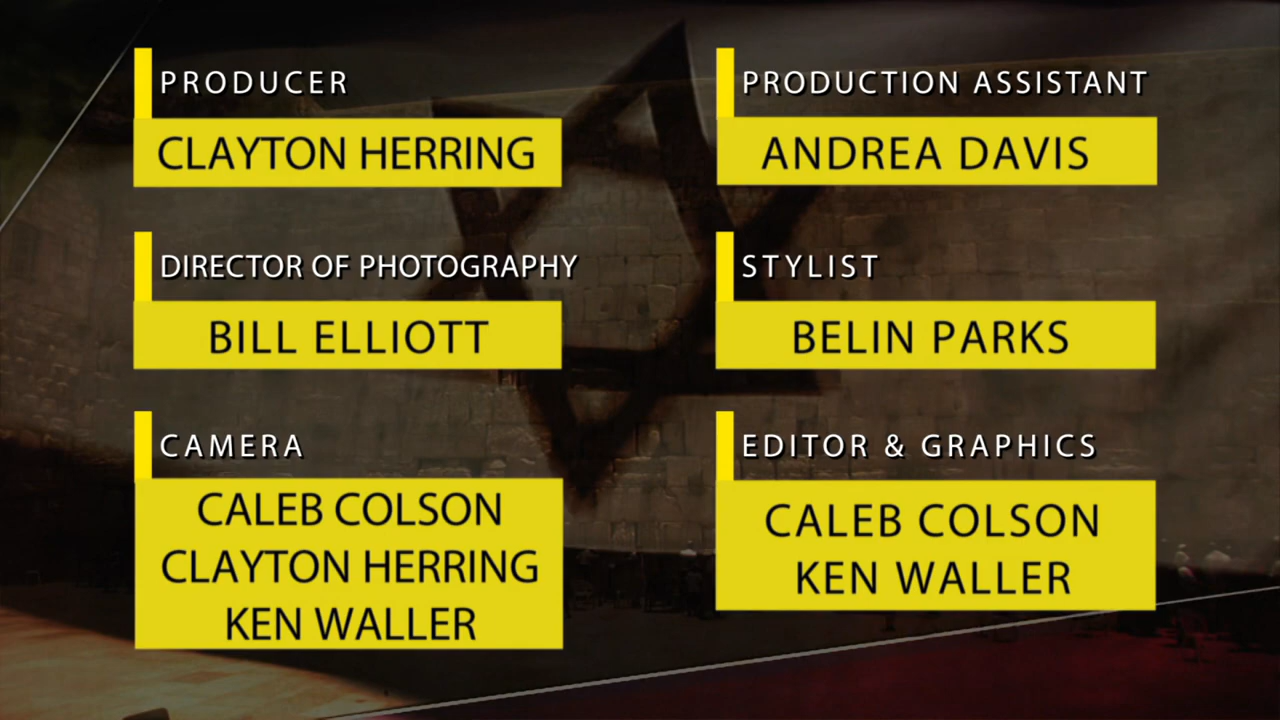 PRODUCER
CLAYTON HERRING
DIRECTOR OF PHOTOGRAPHY
BILL ELLIOTT
CAMERA
CALEB COLSON
CLAYTON HERRING
KEN WALLER
PRODUCTION ASSISTANT
ANDREA DAVIS
STYLIST
BELIN PARKS
EDITOR & GRAPHICS
CALEB COLSON
KEN WALLER